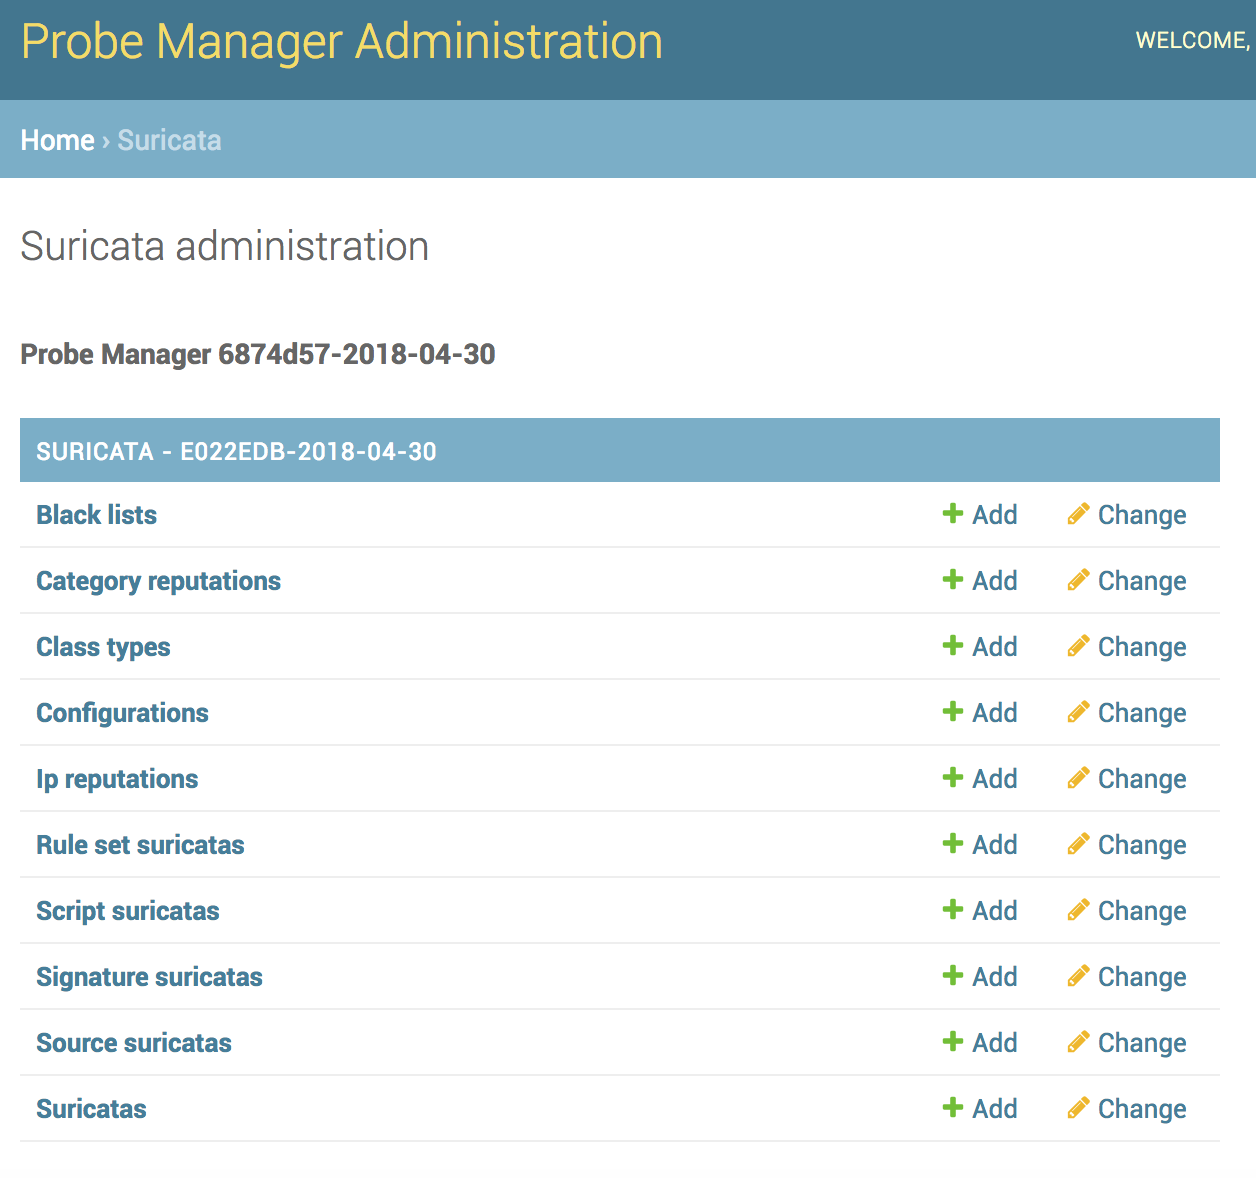 Probe Manager Administration WELCOME,
Home › Suricata
Suricata administration
Probe Manager 6874d57-2018-04-30
SURICATA - E022EDB-2018-04-30
Black lists Add Change
Category reputations Add Change
Class types Add Change
Configurations Add Change
Ip reputations Add Change
Rule set suricatas Add Change
Script suricatas Add Change
Signature suricatas Add Change
Source suricatas Add Change
Suricatas Add Change